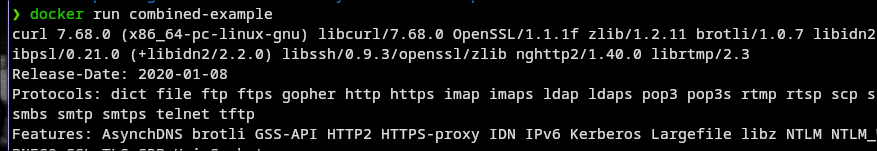 ❯ docker run combined-example
curl 7.68.0 (x86_64-pc-linux-gnu) libcurl/7.68.0 OpenSSL/1.1.1f zlib/1.2.11 brotli/1.0.7 libidn2
ibpsl/0.21.0 (+libidn2/2.2.0) libssh/0.9.3/openssl/zlib nghttp2/1.40.0 librtmp/2.3
Release-Date: 2020-01-08
Protocols: dict file ftp ftps gopher http https imap imaps ldap ldaps pop3 pop3s rtmp rtsp scp s
smbs smtp smtps telnet tftp
Features: AsynchDNS brotli GSS-API HTTP2 HTTPS-proxy IDN IPv6 Kerberos Largefile libz NTLM NTLM_